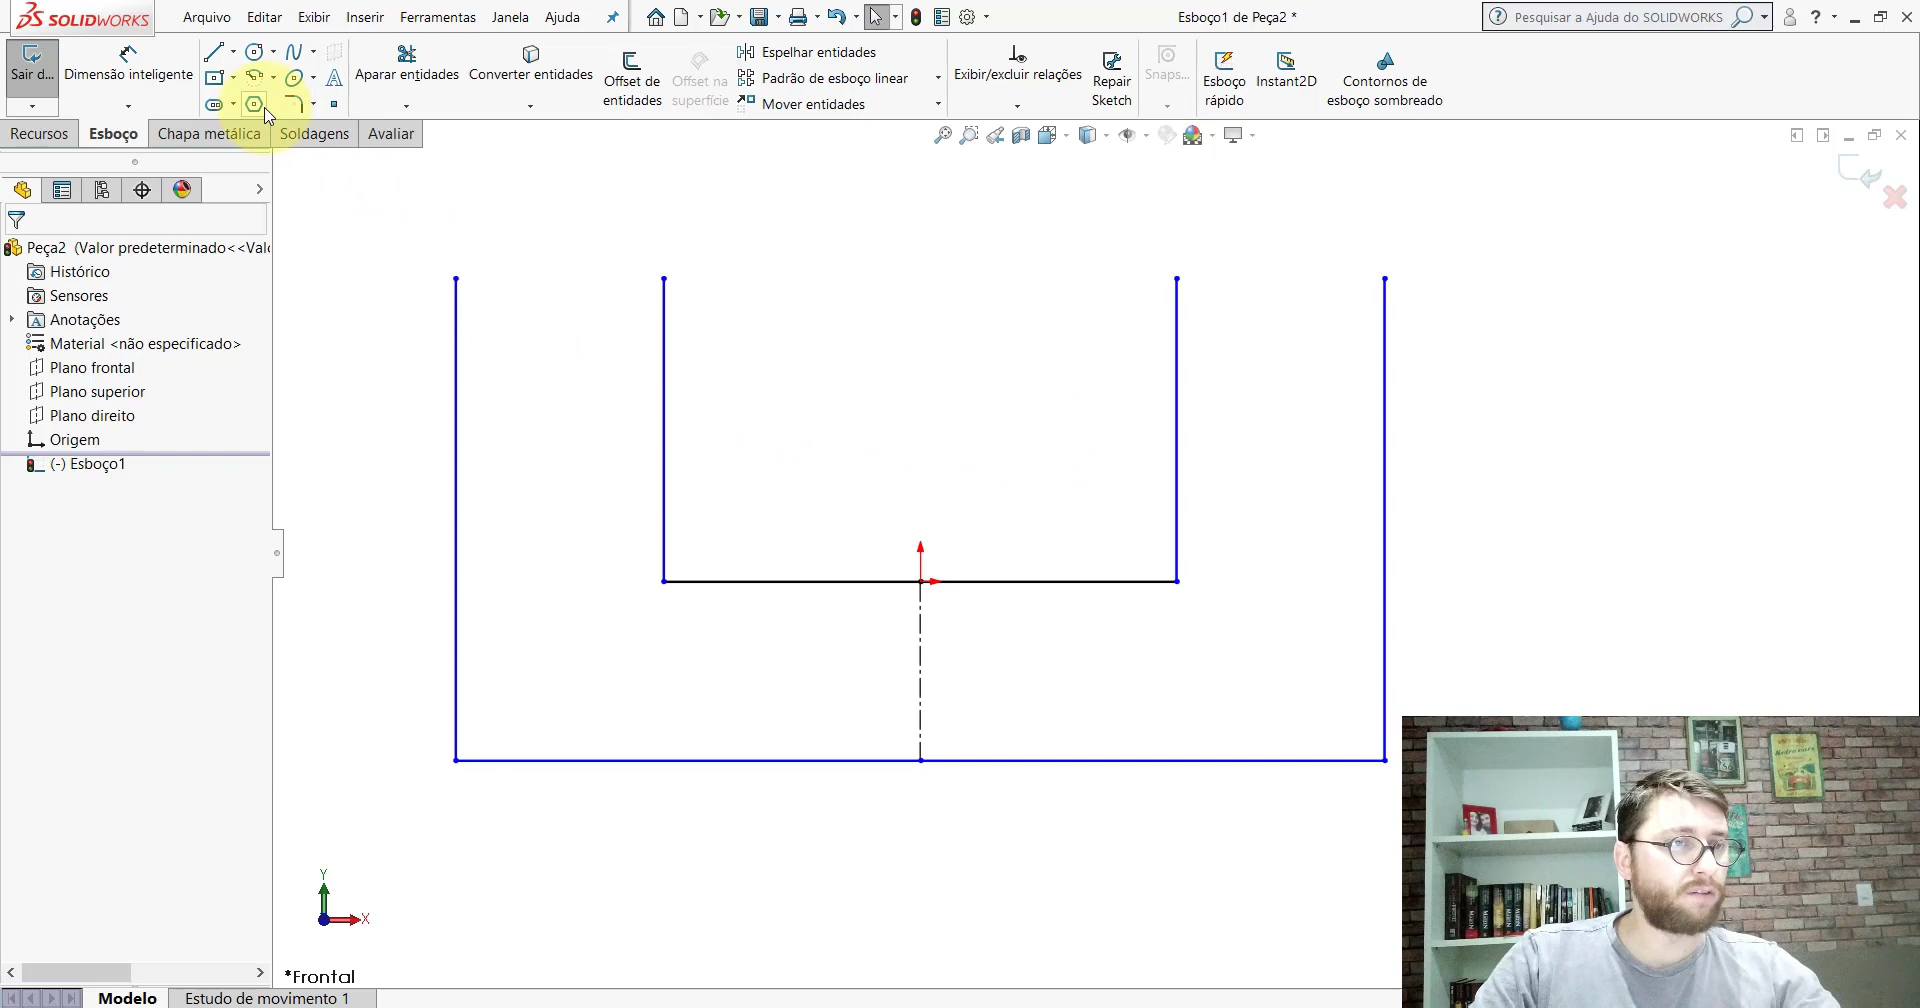 SOLIDWORKS
Arquivo Editar Exibir Inserir Ferramentas Janela Ajuda
Esboço1 de Peça2 *
Pesquisar a Ajuda do SOLIDWORKS
Sair d...
Dimensão inteligente
Aparar entidades
Converter entidades
Offset de
entidades
Offset na
superfície
Espelhar entidades
Padrão de esboço linear
Mover entidades
Exibir/excluir relações
Repair
Sketch
Snaps...
Esboço
rápido
Instant2D
Contornos de
esboço sombreado
Recursos Esboço Chapa metálica Soldagens Avaliar
Peça2 (Valor predeterminado<<Valo
Histórico
Sensores
Anotações
Material <não especificado>
Plano frontal
Plano superior
Plano direito
Origem
(-) Esboço1
Y
X
*Frontal
Modelo Estudo de movimento 1